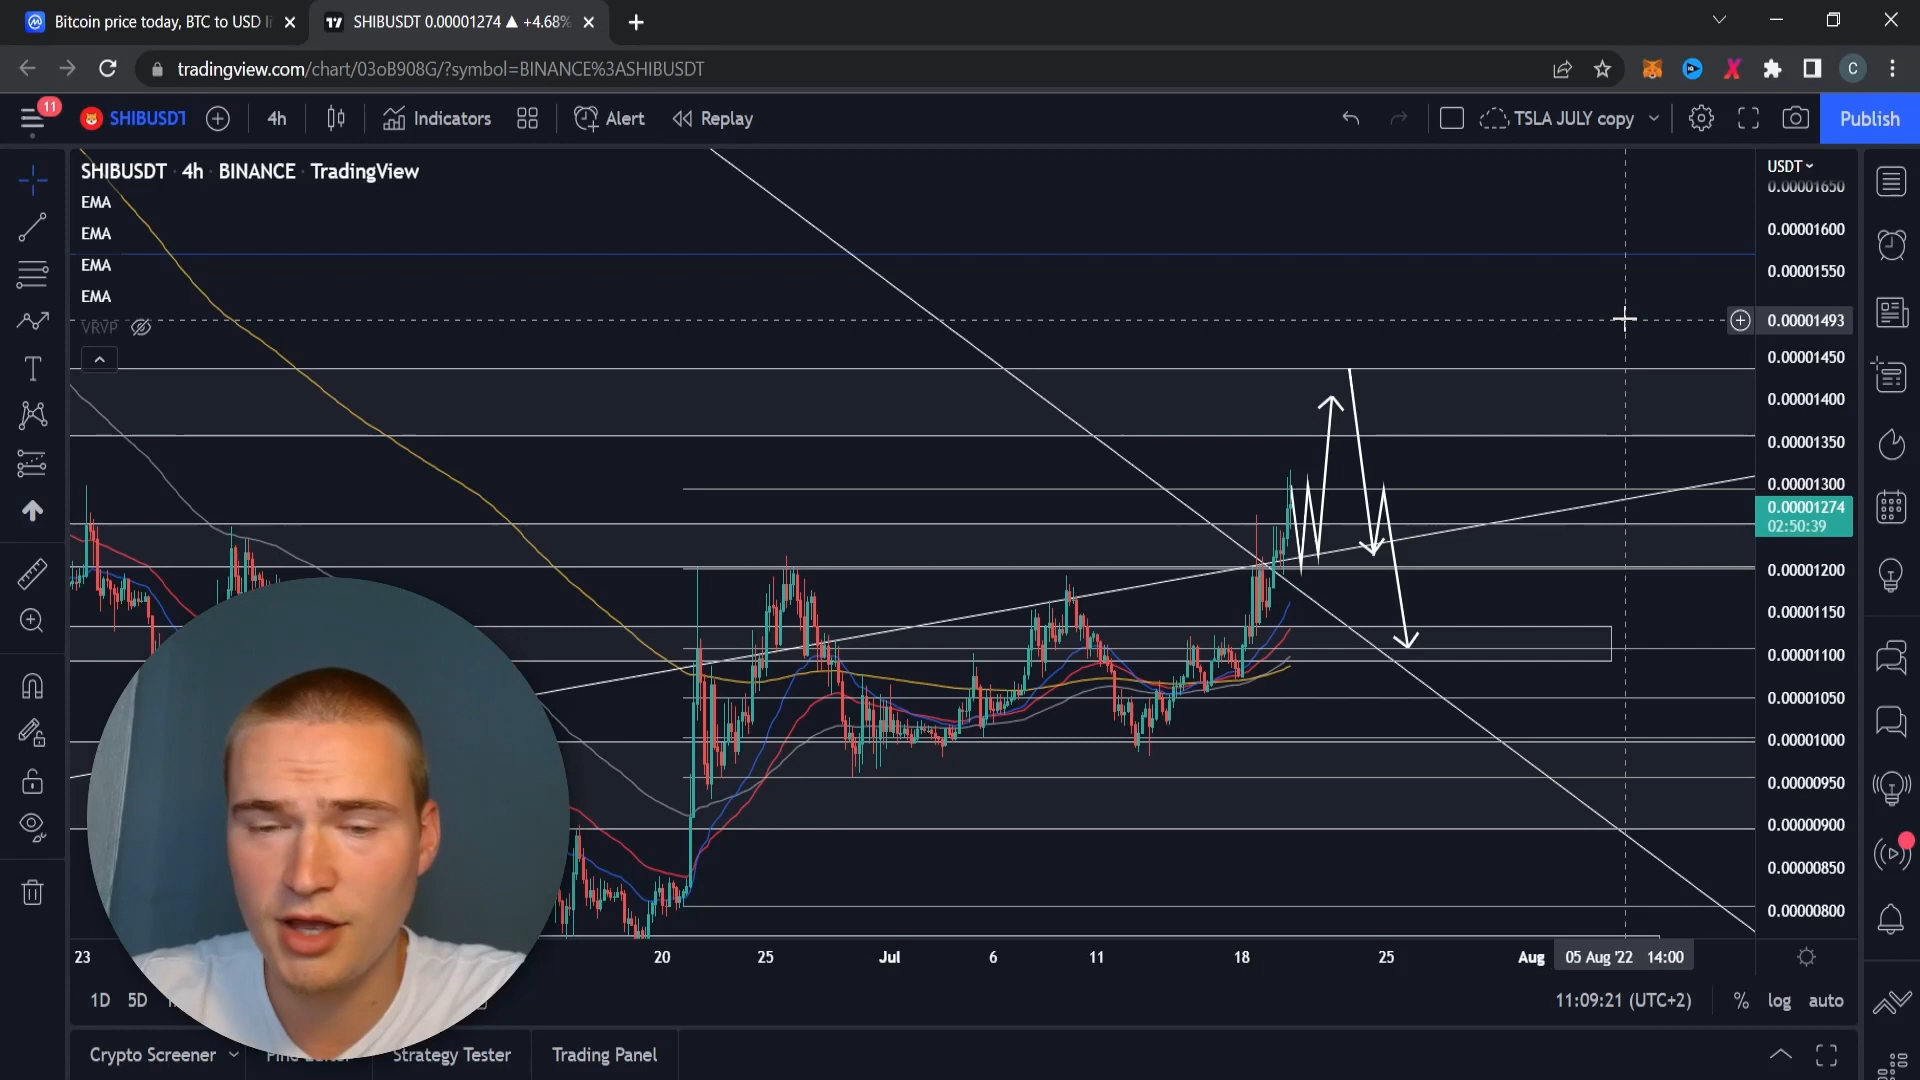 Bitcoin price today, BTC to USD li
SHIBUSDT 0.00001274 ▲ +4.68%
tradingview.com/chart/03oB908G/?symbol=BINANCE%3ASHIBUSDT
C
11
SHIBUSDT
4h
Indicators
Alert
Replay
TSLA JULY copy
Publish
SHIBUSDT · 4h · BINANCE · TradingView
EMA
EMA
EMA
EMA
VRVP
USDT
0.00001650
0.00001600
0.00001550
0.00001493
0.00001450
0.00001400
0.00001350
0.00001300
0.00001274
02:50:39
0.00001200
0.00001150
0.00001100
0.00001050
0.00001000
0.00000950
0.00000900
0.00000850
0.00000800
23
20
25
Jul
6
11
18
25
Aug
05 Aug '22 14:00
1D
5D
11:09:21 (UTC+2)
%
log
auto
Crypto Screener
Strategy Tester
Trading Panel